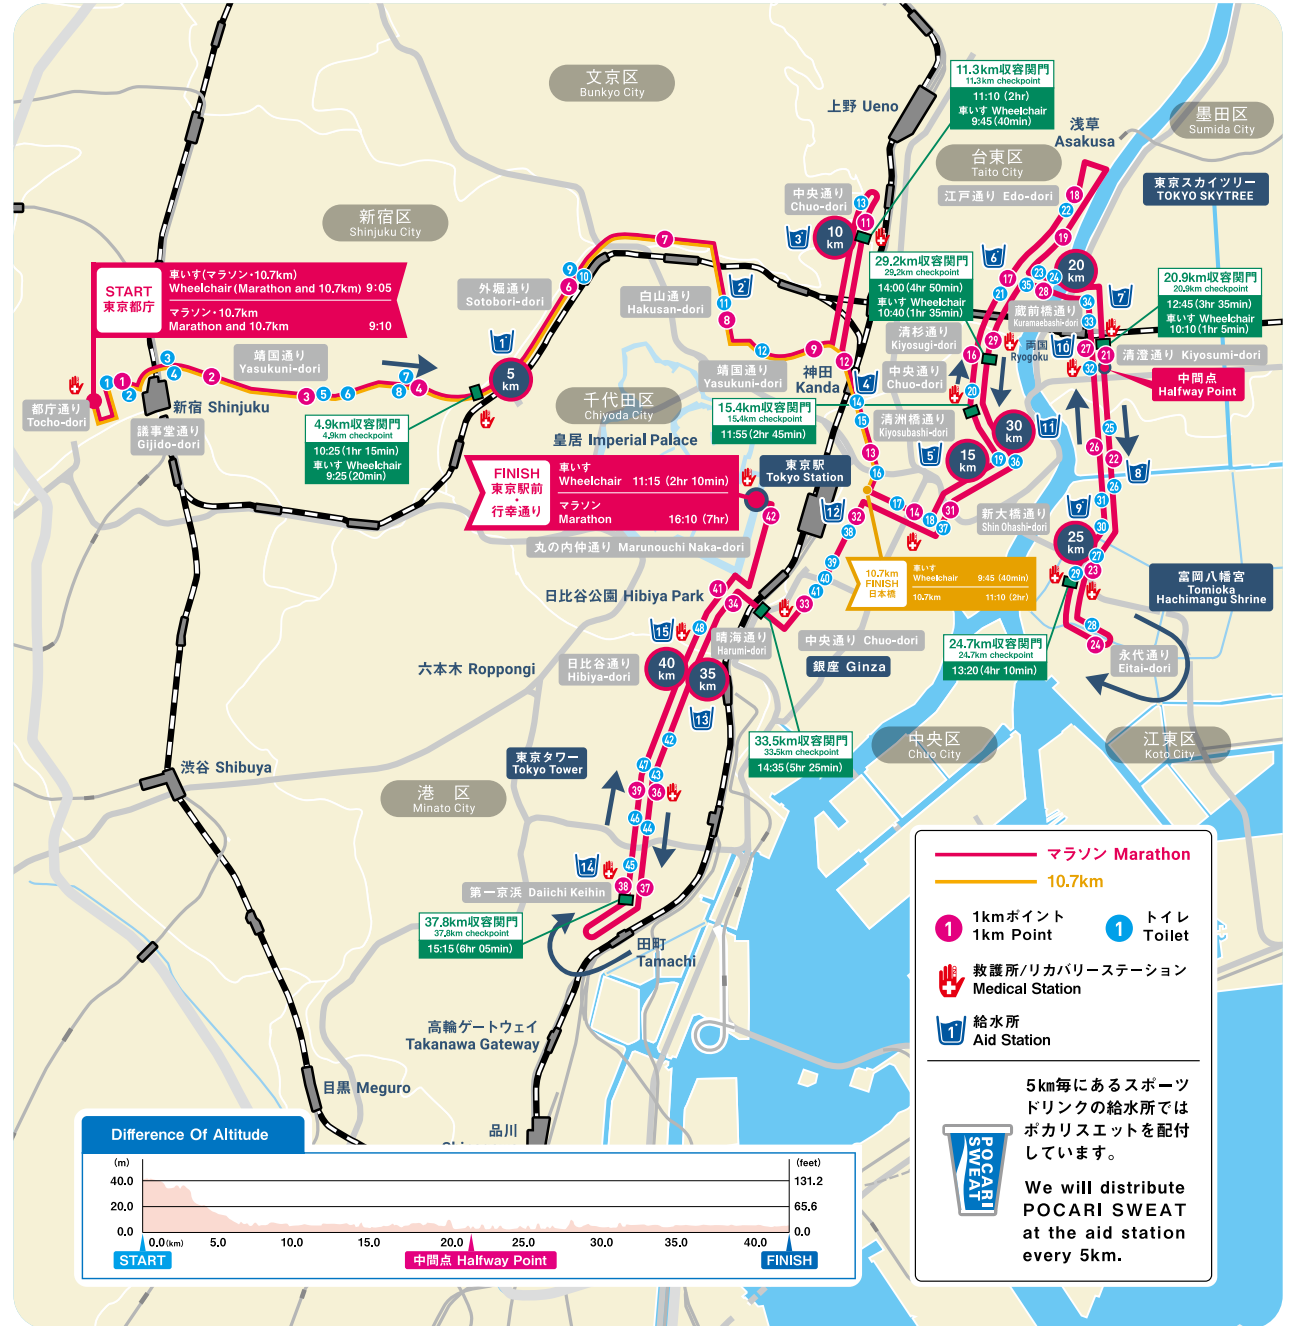 文京区
Bunkyo City
上野 Ueno
11.3km収容関門
11.3km checkpoint
11:10 (2hr)
車いす Wheelchair
9:45 (40min)
浅草
Asakusa
墨田区
Sumida City
台東区
Taito City
東京スカイツリー
TOKYO SKYTREE
江戸通り Edo-dori
中央通り
Chuo-dori
新宿区
Shinjuku City
START
東京都庁
車いす(マラソン・10.7km)
Wheelchair(Marathon and 10.7km) 9:05
マラソン・10.7km
Marathon and 10.7km 9:10
外堀通り
Sotobori-dori
白山通り
Hakusan-dori
10
km
29.2km収容関門
29.2km checkpoint
14:00 (4hr 50min)
車いす Wheelchair
10:40 (1hr 35min)
20
km
20.9km収容関門
20.9km checkpoint
12:45 (3hr 35min)
車いす Wheelchair
10:10 (1hr 5min)
蔵前橋通り
Kuramaebashi-dori
清杉通り
Kiyosugi-dori
両国
Ryogoku
清澄通り Kiyosumi-dori
中間点
Halfway Point
靖国通り
Yasukuni-dori
5
km
靖国通り
Yasukuni-dori
神田
Kanda
中央通り
Chuo-dori
都庁通り
Tocho-dori
新宿 Shinjuku
議事堂通り
Gijido-dori
4.9km収容関門
4.9km checkpoint
10:25 (1hr 15min)
車いす Wheelchair
9:25 (20min)
千代田区
Chiyoda City
15.4km収容関門
15.4km checkpoint
11:55 (2hr 45min)
清洲橋通り
Kiyosubashi-dori
30
km
15
km
皇居 Imperial Palace
東京駅
Tokyo Station
FINISH
東京駅前
・
行幸通り
車いす
Wheelchair 11:15 (2hr 10min)
マラソン
Marathon 16:10 (7hr)
丸の内仲通り Marunouchi Naka-dori
新大橋通り
Shin Ohashi-dori
25
km
10.7km
FINISH
日本橋
車いす
Wheelchair 9:45 (40min)
10.7km 11:10 (2hr)
富岡八幡宮
Tomioka
Hachimangu Shrine
日比谷公園 Hibiya Park
晴海通り
Harumi-dori
中央通り Chuo-dori
銀座 Ginza
24.7km収容関門
24.7km checkpoint
13:20 (4hr 10min)
永代通り
Eitai-dori
六本木 Roppongi
日比谷通り
Hibiya-dori
40
km
35
km
33.5km収容関門
33.5km checkpoint
14:35 (5hr 25min)
中央区
Chuo City
江東区
Koto City
東京タワー
Tokyo Tower
渋谷 Shibuya
港 区
Minato City
第一京浜 Daiichi Keihin
37.8km収容関門
37.8km checkpoint
15:15 (6hr 05min)
田町
Tamachi
高輪ゲートウェイ
Takanawa Gateway
目黒 Meguro
品川
マラソン Marathon
10.7km
1 1kmポイント
1km Point
1 トイレ
Toilet
救護所/リカバリーステーション
Medical Station
1 給水所
Aid Station
5km毎にあるスポーツ
ドリンクの給水所では
ポカリスエットを配付
しています。
POCARI
SWEAT
We will distribute
POCARI SWEAT
at the aid station
every 5km.
Difference Of Altitude
(m) (feet)
40.0 131.2
20.0 65.6
0.0 0.0
0.0(km) 5.0 10.0 15.0 20.0 25.0 30.0 35.0 40.0
START 中間点 Halfway Point FINISH